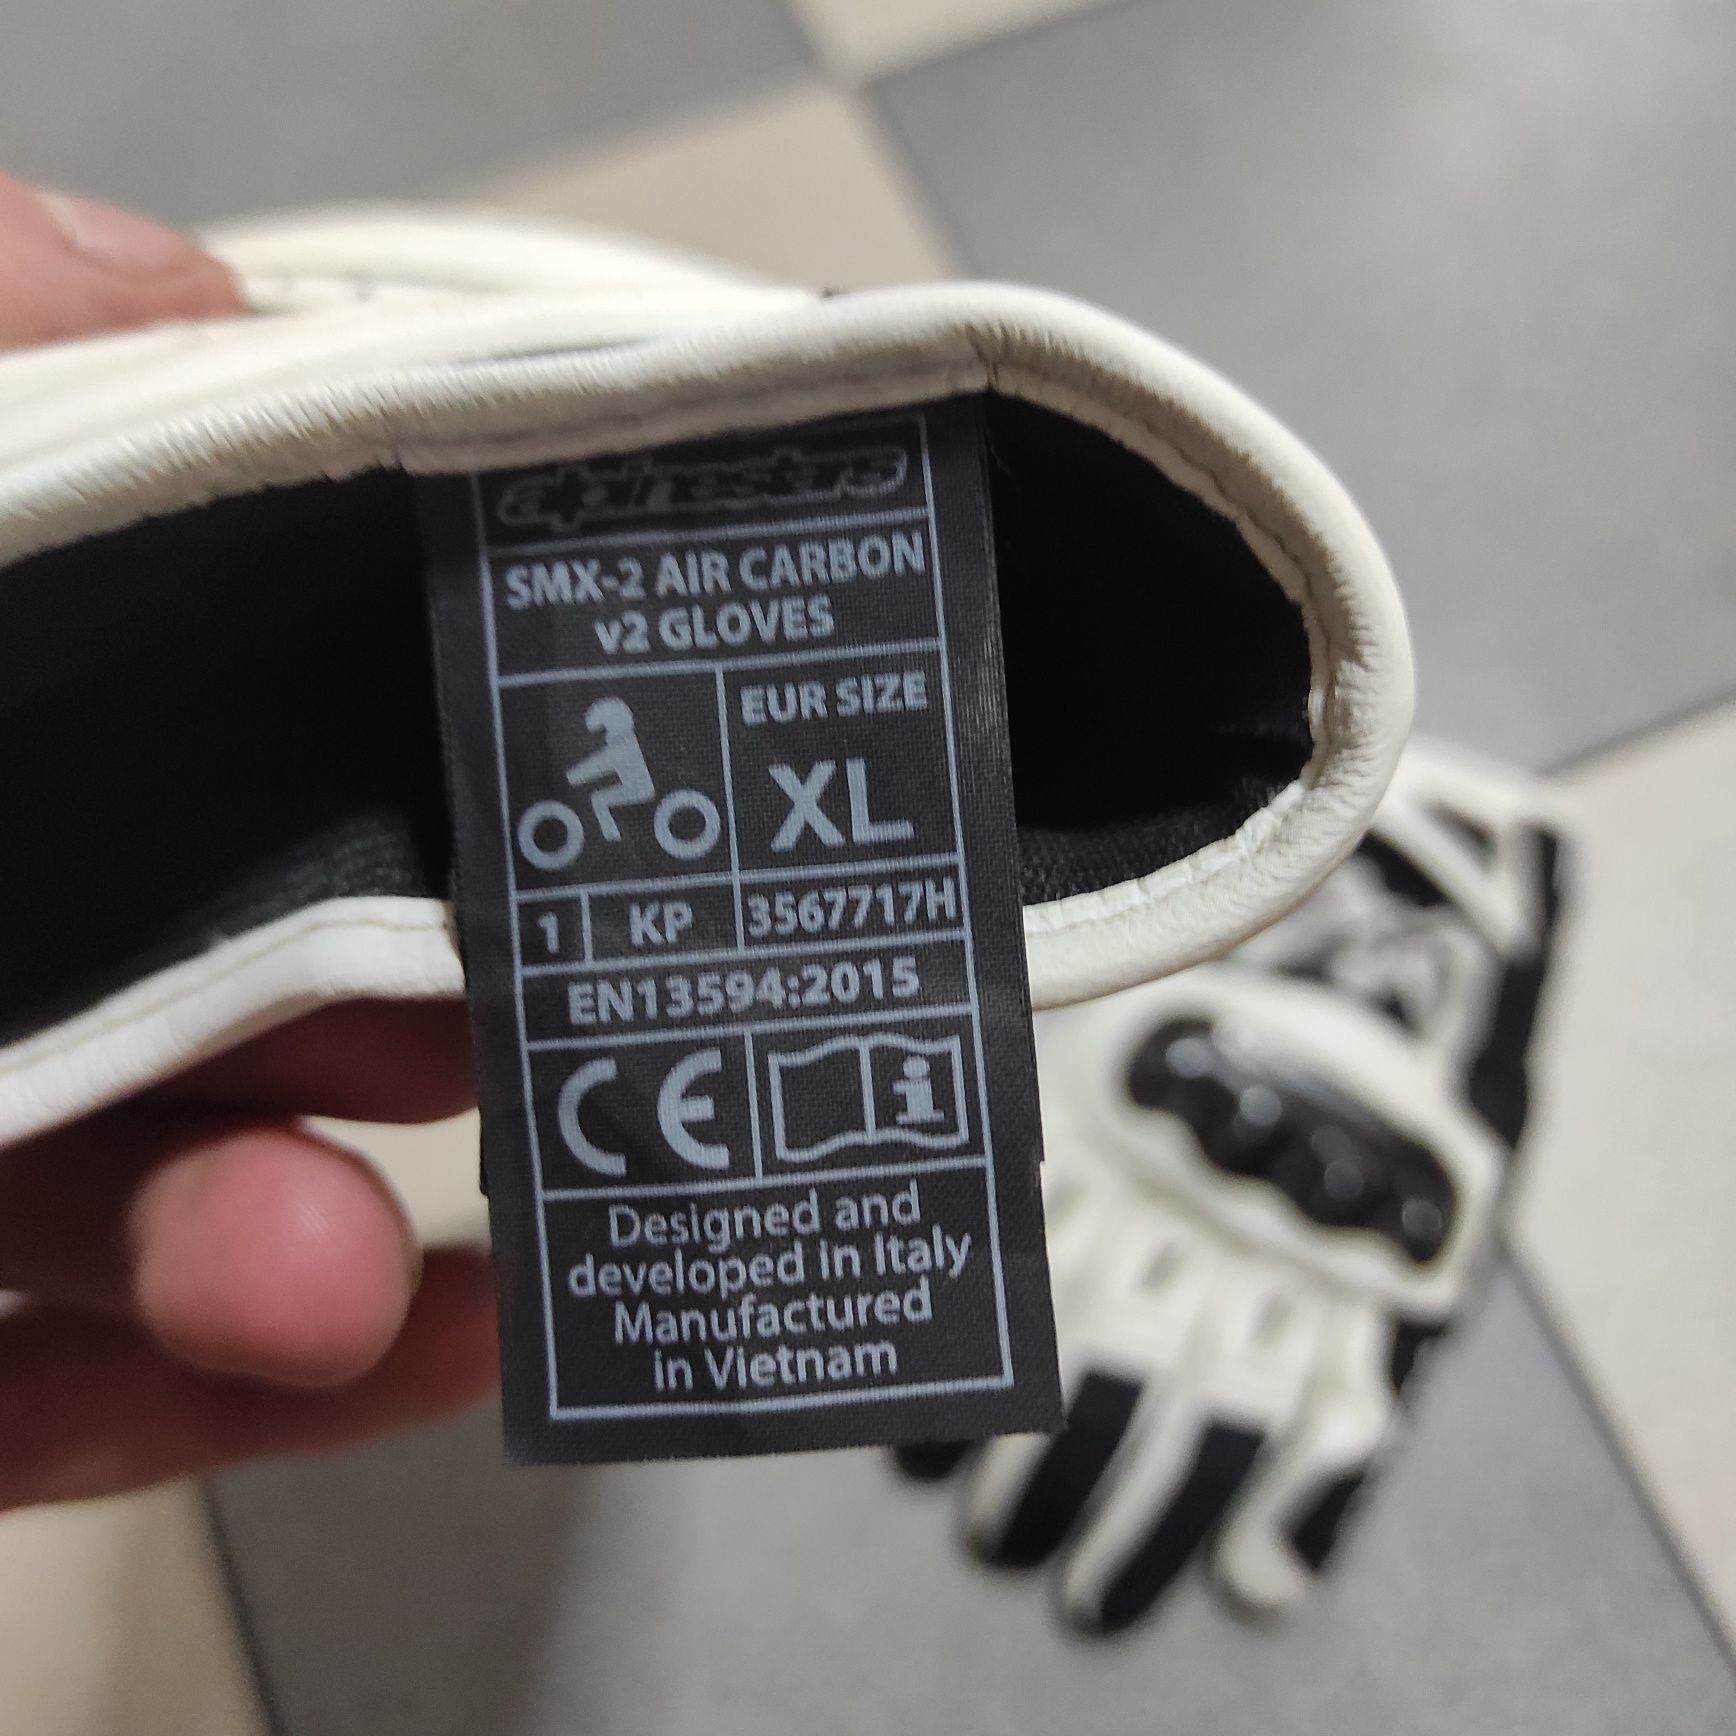 alpinestars
SMX-2 AIR CARBON
v2 GLOVES
EUR SIZE
XL
1 KP 3567717H
EN13594:2015
CE i
Designed and
developed in Italy
Manufactured
in Vietnam